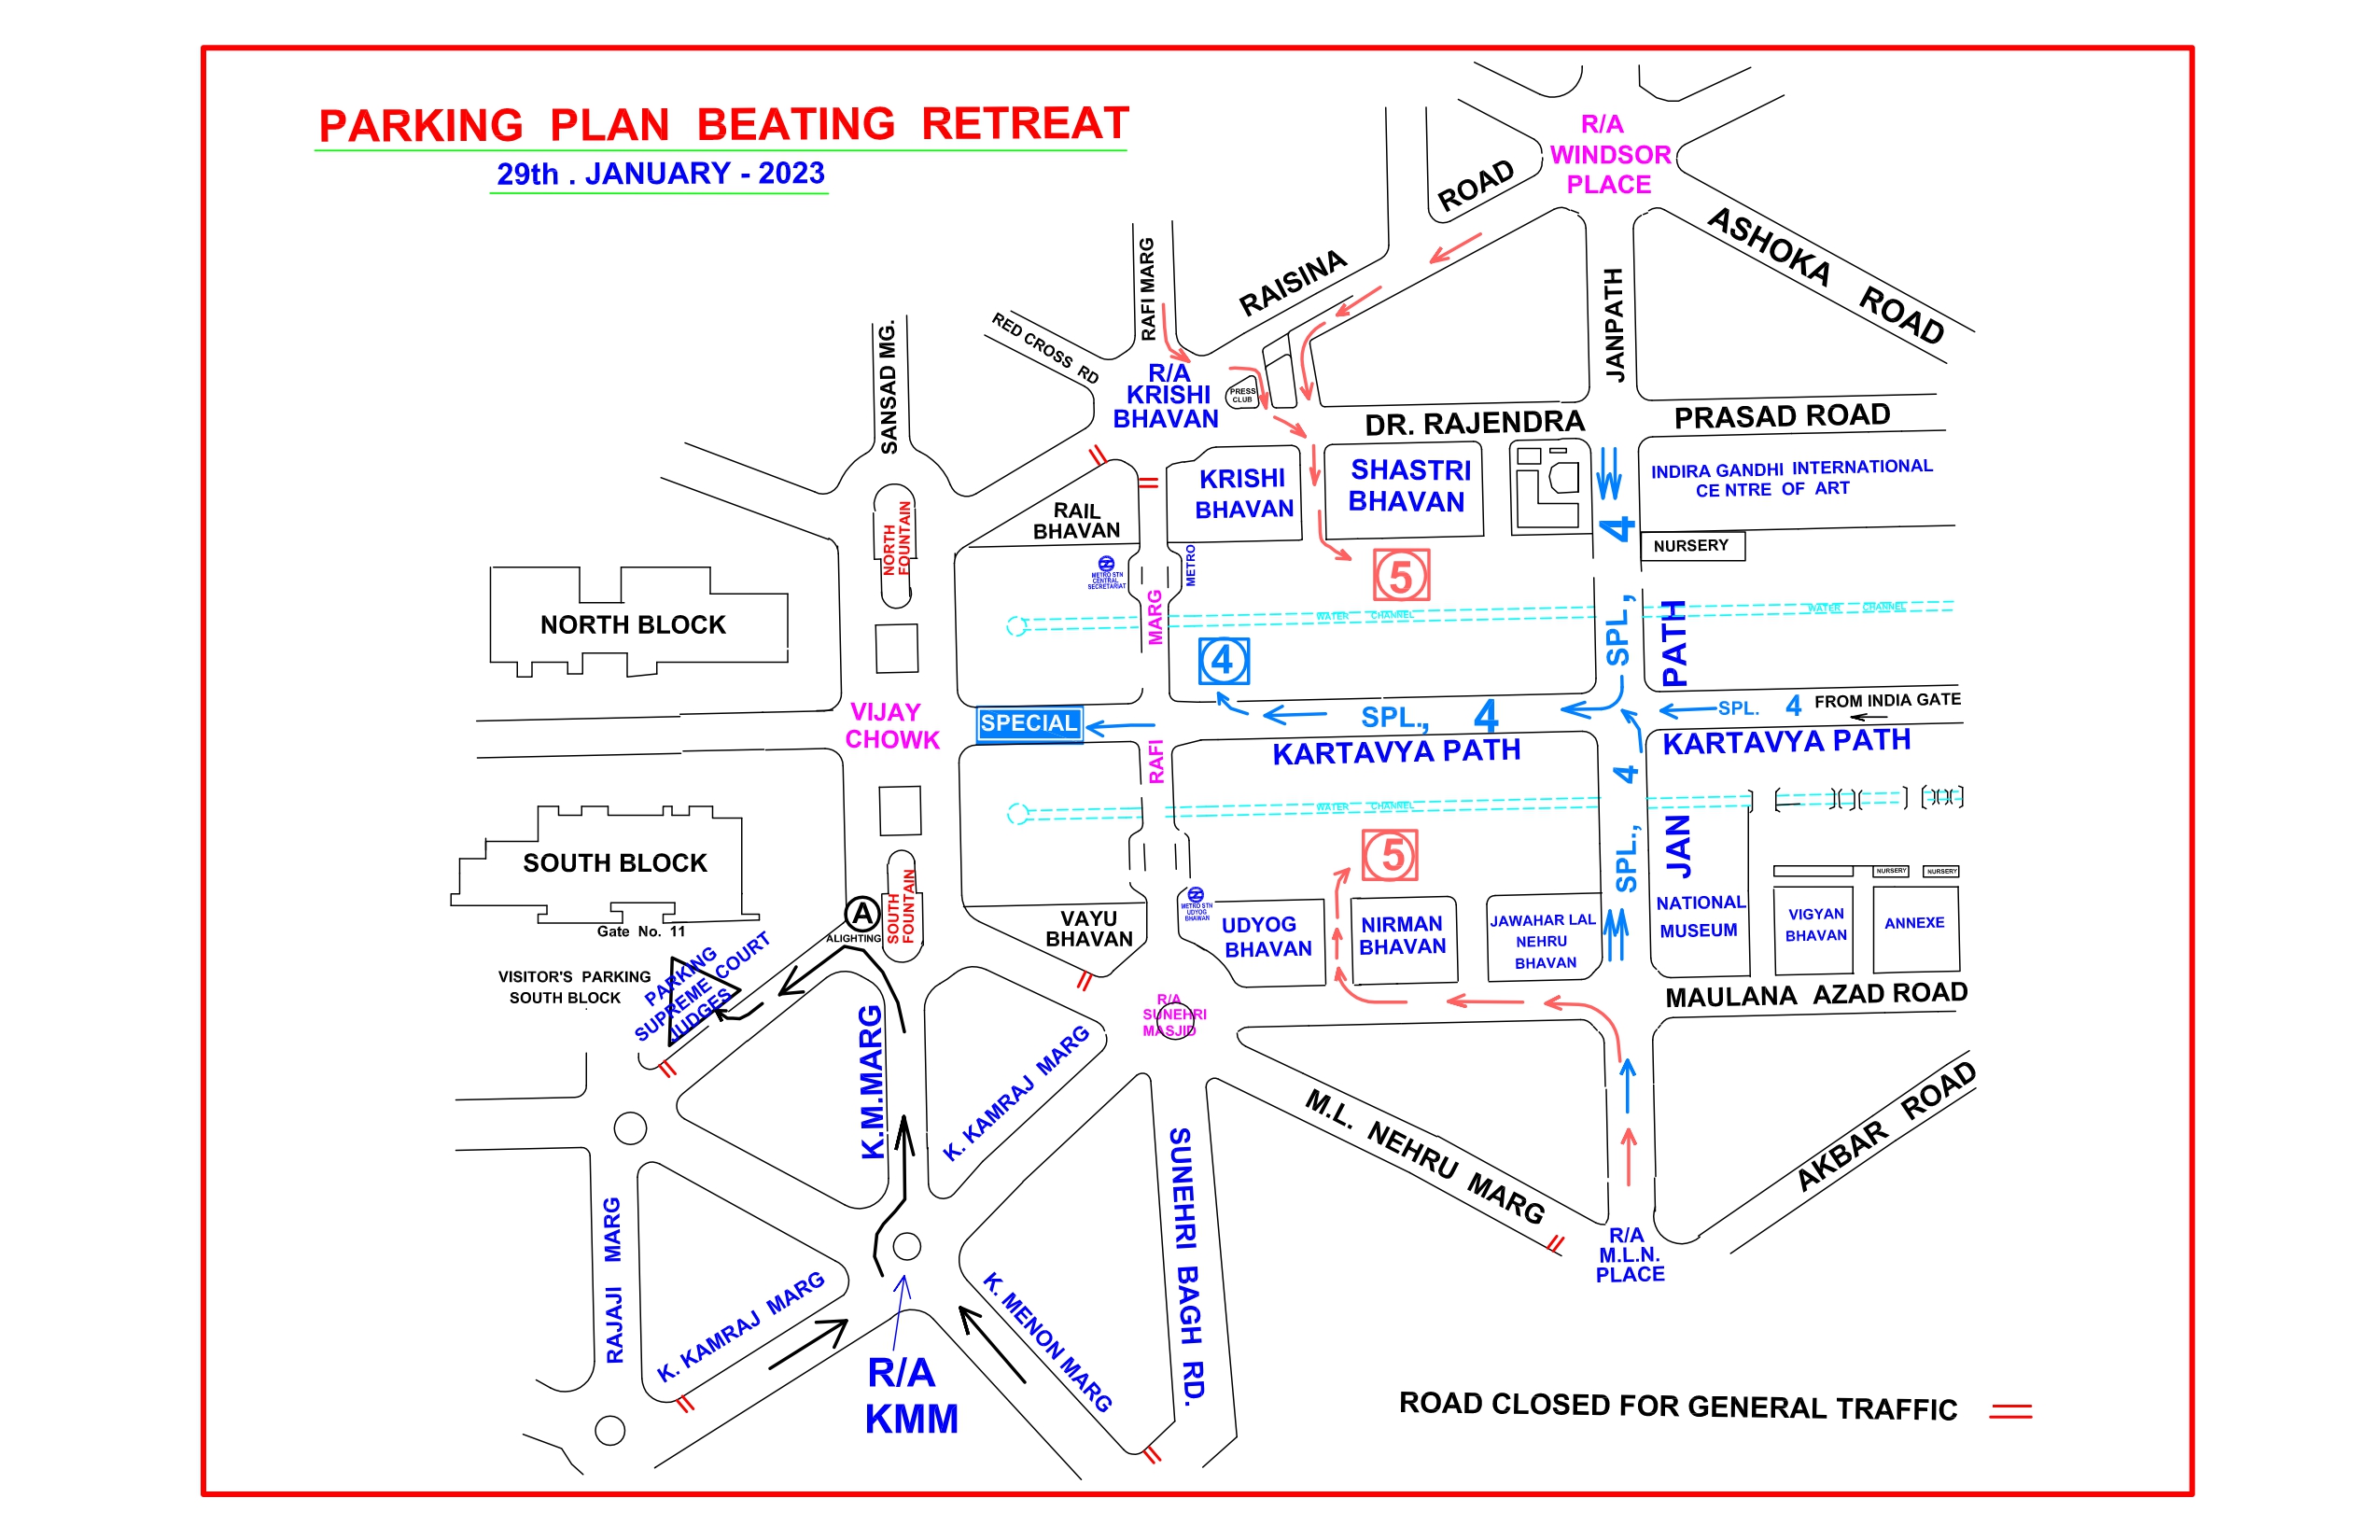 PARKING PLAN BEATING RETREAT
29th . JANUARY - 2023
R/A
WINDSOR
PLACE
ROAD
ASHOKA ROAD
RAISINA
RAFI MARG
JANPATH
SANSAD MG.
RED CROSS RD
R/A
KRISHI
BHAVAN
PRESS
CLUB
DR. RAJENDRA
PRASAD ROAD
KRISHI
BHAVAN
SHASTRI
BHAVAN
INDIRA GANDHI INTERNATIONAL
CE NTRE OF ART
RAIL
BHAVAN
NORTH
FOUNTAIN
NURSERY
METRO STN
CENTRAL
SECRETARIAT
METRO
5
4
SPL,
PATH
MARG
WATER CHANNEL
WATER CHANNEL
NORTH BLOCK
4
VIJAY
CHOWK
SPECIAL
SPL., 4
SPL. 4
FROM INDIA GATE
KARTAVYA PATH
KARTAVYA PATH
RAFI
4
SPL.,
JAN
WATER CHANNEL
5
SOUTH BLOCK
Gate No. 11
A
ALIGHTING
SOUTH
FOUNTAIN
VAYU
BHAVAN
METRO STN
UDYOG
BHAWAN
UDYOG
BHAVAN
NIRMAN
BHAVAN
JAWAHAR LAL
NEHRU
BHAVAN
NATIONAL
MUSEUM
VIGYAN
BHAVAN
ANNEXE
NURSERY
NURSERY
VISITOR'S PARKING
SOUTH BLOCK
PARKING
SUPREME COURT
JUDGES
R/A
SUNEHRI
MASJID
MAULANA AZAD ROAD
K.M.MARG
K. KAMRAJ MARG
M.L. NEHRU MARG
AKBAR ROAD
SUNEHRI BAGH RD.
RAJAJI MARG
K. KAMRAJ MARG
K. MENON MARG
R/A
M.L.N.
PLACE
R/A
KMM
ROAD CLOSED FOR GENERAL TRAFFIC